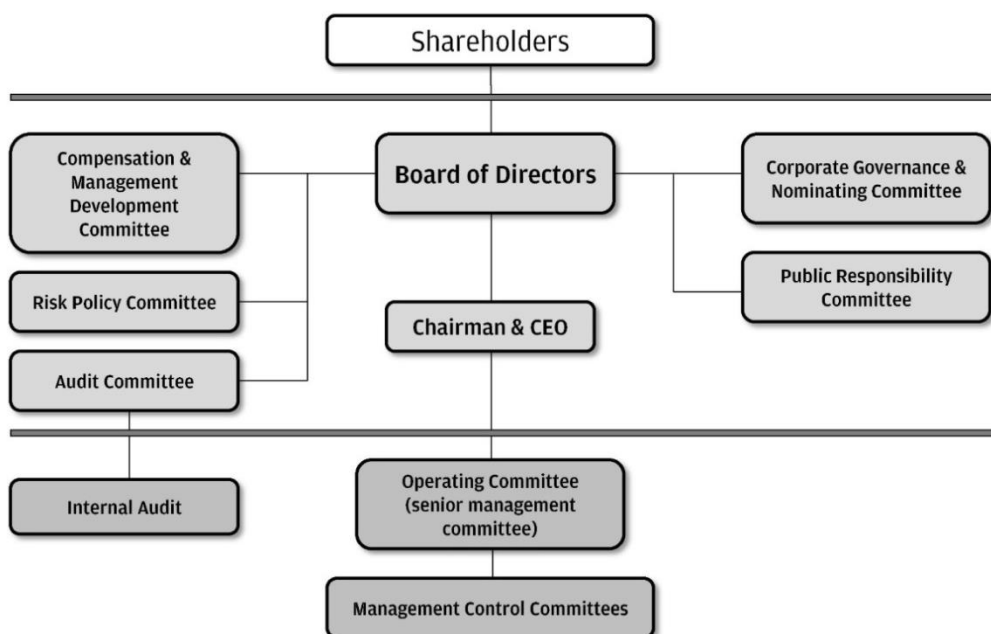 Shareholders
Compensation &
Management
Development
Committee
Board of Directors
Corporate Governance &
Nominating Committee
Risk Policy Committee
Public Responsibility
Committee
Chairman & CEO
Audit Committee
Internal Audit
Operating Committee
(senior management
committee)
Management Control Committees